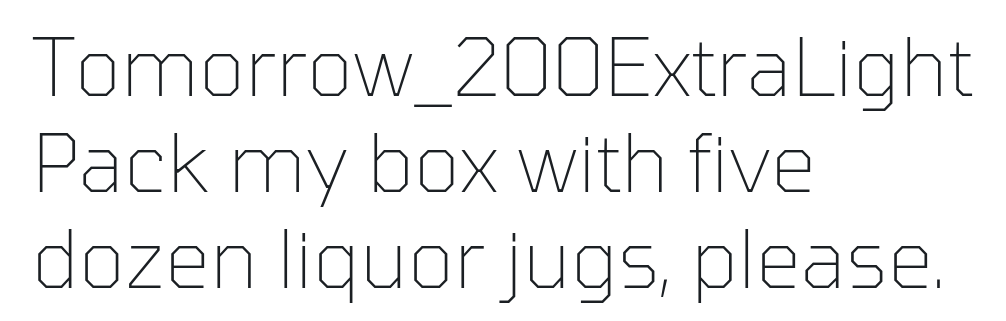 Tomorrow_200ExtraLight
Pack my box with five
dozen liquor jugs, please.